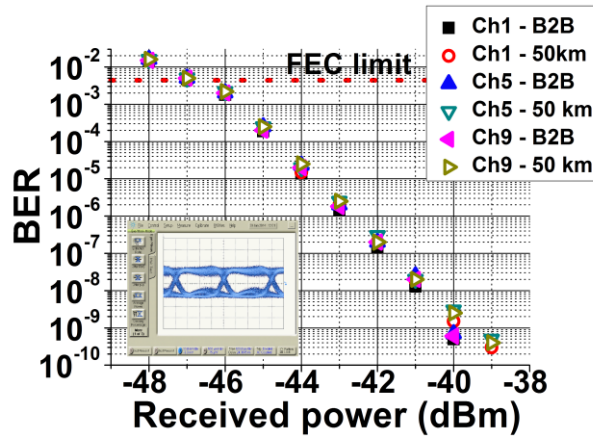 Ch1 - B2B
Ch1 - 50km
Ch5 - B2B
Ch5 - 50 km
Ch9 - B2B
Ch9 - 50 km
FEC limit
BER
10⁻²
10⁻³
10⁻⁴
10⁻⁵
10⁻⁶
10⁻⁷
10⁻⁸
10⁻⁹
10⁻¹⁰
-48 -46 -44 -42 -40 -38
Received power (dBm)